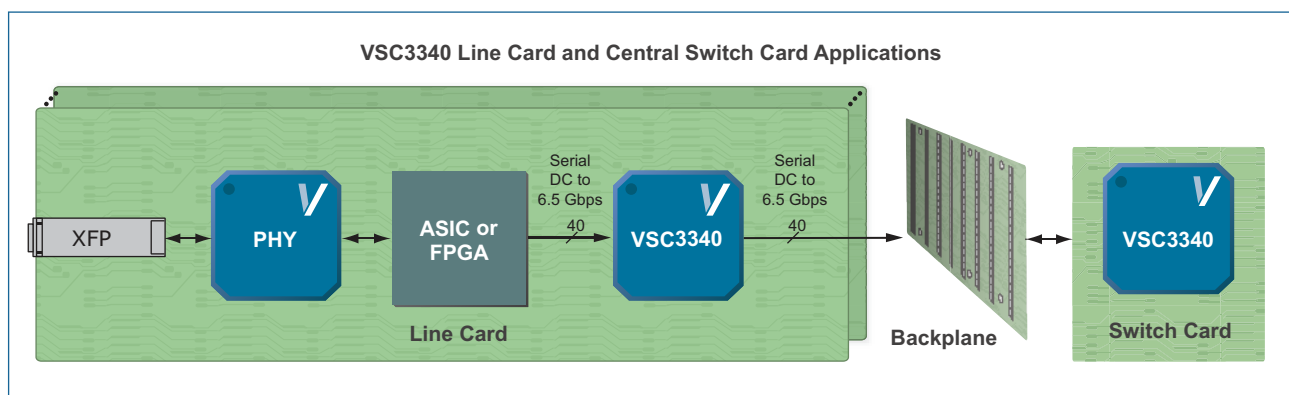 VSC3340 Line Card and Central Switch Card Applications
XFP
PHY
ASIC or
FPGA
Serial
DC to
6.5 Gbps
40
VSC3340
Serial
DC to
6.5 Gbps
40
Line Card
Backplane
VSC3340
Switch Card